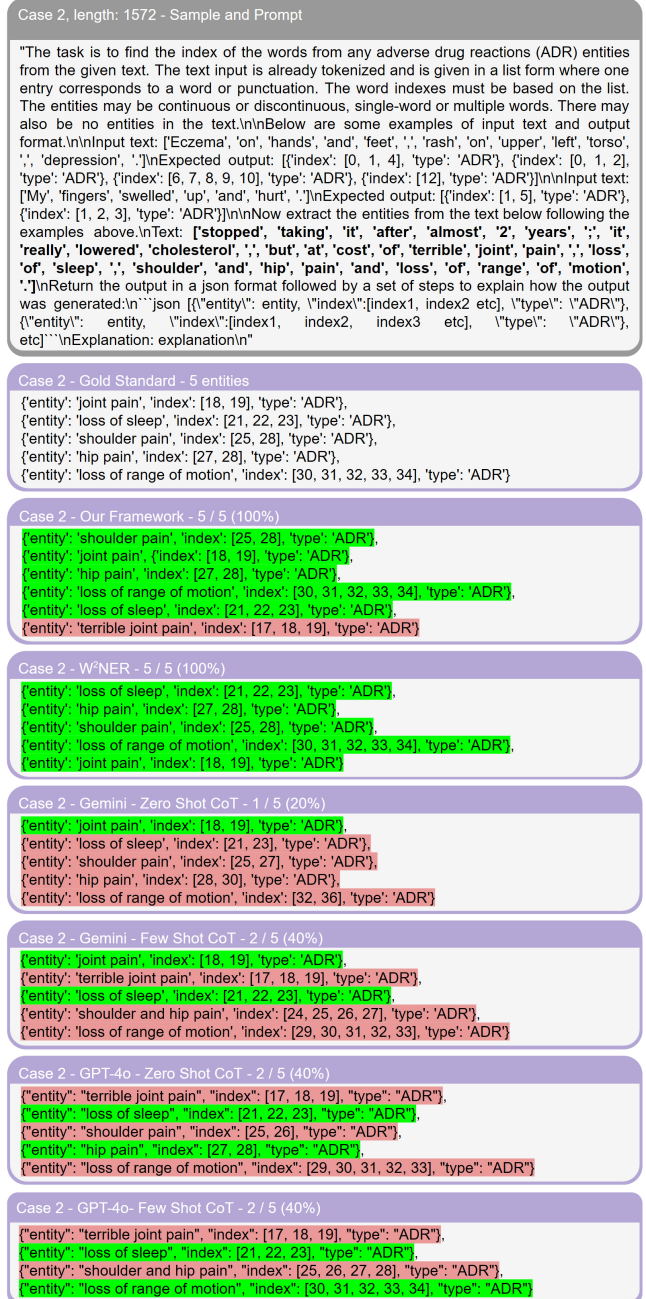 Case 2, length: 1572 - Sample and Prompt
"The task is to find the index of the words from any adverse drug reactions (ADR) entities
from the given text. The text input is already tokenized and is given in a list form where one
entry corresponds to a word or punctuation. The word indexes must be based on the list.
The entities may be continuous or discontinuous, single-word or multiple words. There may
also be no entities in the text.\n\nBelow are some examples of input text and output
format.\n\nInput text: ['Eczema', 'on', 'hands', 'and', 'feet', ',', 'rash', 'on', 'upper', 'left', 'torso',
',', 'depression', '.']\nExpected output: [{'index': [0, 1, 4], 'type': 'ADR'}, {'index': [0, 1, 2],
'type': 'ADR'}, {'index': [6, 7, 8, 9, 10], 'type': 'ADR'}, {'index': [12], 'type': 'ADR'}]\n\nInput text:
['My', 'fingers', 'swelled', 'up', 'and', 'hurt', '.']\nExpected output: [{'index': [1, 5], 'type': 'ADR'},
{'index': [1, 2, 3], 'type': 'ADR'}]\n\nNow extract the entities from the text below following the
examples above.\nText: ['stopped', 'taking', 'it', 'after', 'almost', '2', 'years', ';', 'it',
'really', 'lowered', 'cholesterol', ',', 'but', 'at', 'cost', 'of', 'terrible', 'joint', 'pain', ',', 'loss',
'of', 'sleep', ',', 'shoulder', 'and', 'hip', 'pain', 'and', 'loss', 'of', 'range', 'of', 'motion',
'.']\nReturn the output in a json format followed by a set of steps to explain how the output
was generated:\n```json [{\"entity\": entity, \"index\":[index1, index2 etc], \"type\": \"ADR\"},
{\"entity\": entity, \"index\":[index1, index2, index3 etc], \"type\": \"ADR\"},
etc]```\nExplanation: explanation\n"
Case 2 - Gold Standard - 5 entities
{'entity': 'joint pain', 'index': [18, 19], 'type': 'ADR'},
{'entity': 'loss of sleep', 'index': [21, 22, 23], 'type': 'ADR'},
{'entity': 'shoulder pain', 'index': [25, 28], 'type': 'ADR'},
{'entity': 'hip pain', 'index': [27, 28], 'type': 'ADR'},
{'entity': 'loss of range of motion', 'index': [30, 31, 32, 33, 34], 'type': 'ADR'}
Case 2 - Our Framework - 5 / 5 (100%)
{'entity': 'shoulder pain', 'index': [25, 28], 'type': 'ADR'},
{'entity': 'joint pain', {'index': [18, 19], 'type': 'ADR'},
{'entity': 'hip pain', 'index': [27, 28], 'type': 'ADR'},
{'entity': 'loss of range of motion', 'index': [30, 31, 32, 33, 34], 'type': 'ADR'},
{'entity': 'loss of sleep', 'index': [21, 22, 23], 'type': 'ADR'},
{'entity': 'terrible joint pain', 'index': [17, 18, 19], 'type': 'ADR'}
Case 2 - W²NER - 5 / 5 (100%)
{'entity': 'loss of sleep', 'index': [21, 22, 23], 'type': 'ADR'},
{'entity': 'hip pain', 'index': [27, 28], 'type': 'ADR'},
{'entity': 'shoulder pain', 'index': [25, 28], 'type': 'ADR'},
{'entity': 'loss of range of motion', 'index': [30, 31, 32, 33, 34], 'type': 'ADR'},
{'entity': 'joint pain', 'index': [18, 19], 'type': 'ADR'}
Case 2 - Gemini - Zero Shot CoT - 1 / 5 (20%)
{'entity': 'joint pain', 'index': [18, 19], 'type': 'ADR'},
{'entity': 'loss of sleep', 'index': [21, 23], 'type': 'ADR'},
{'entity': 'shoulder pain', 'index': [25, 27], 'type': 'ADR'},
{'entity': 'hip pain', 'index': [28, 30], 'type': 'ADR'},
{'entity': 'loss of range of motion', 'index': [32, 36], 'type': 'ADR'}
Case 2 - Gemini - Few Shot CoT - 2 / 5 (40%)
{'entity': 'joint pain', 'index': [18, 19], 'type': 'ADR'},
{'entity': 'terrible joint pain', 'index': [17, 18, 19], 'type': 'ADR'},
{'entity': 'loss of sleep', 'index': [21, 22, 23], 'type': 'ADR'},
{'entity': 'shoulder and hip pain', 'index': [24, 25, 26, 27], 'type': 'ADR'},
{'entity': 'loss of range of motion', 'index': [29, 30, 31, 32, 33], 'type': 'ADR'}
Case 2 - GPT-4o - Zero Shot CoT - 2 / 5 (40%)
{"entity": "terrible joint pain", "index": [17, 18, 19], "type": "ADR"},
{"entity": "loss of sleep", "index": [21, 22, 23], "type": "ADR"},
{"entity": "shoulder pain", "index": [25, 26], "type": "ADR"},
{"entity": "hip pain", "index": [27, 28], "type": "ADR"},
{"entity": "loss of range of motion", "index": [29, 30, 31, 32, 33], "type": "ADR"}
Case 2 - GPT-4o- Few Shot CoT - 2 / 5 (40%)
{"entity": "terrible joint pain", "index": [17, 18, 19], "type": "ADR"},
{"entity": "loss of sleep", "index": [21, 22, 23], "type": "ADR"},
{"entity": "shoulder and hip pain", "index": [25, 26, 27, 28], "type": "ADR"},
{"entity": "loss of range of motion", "index": [30, 31, 32, 33, 34], "type": "ADR"}